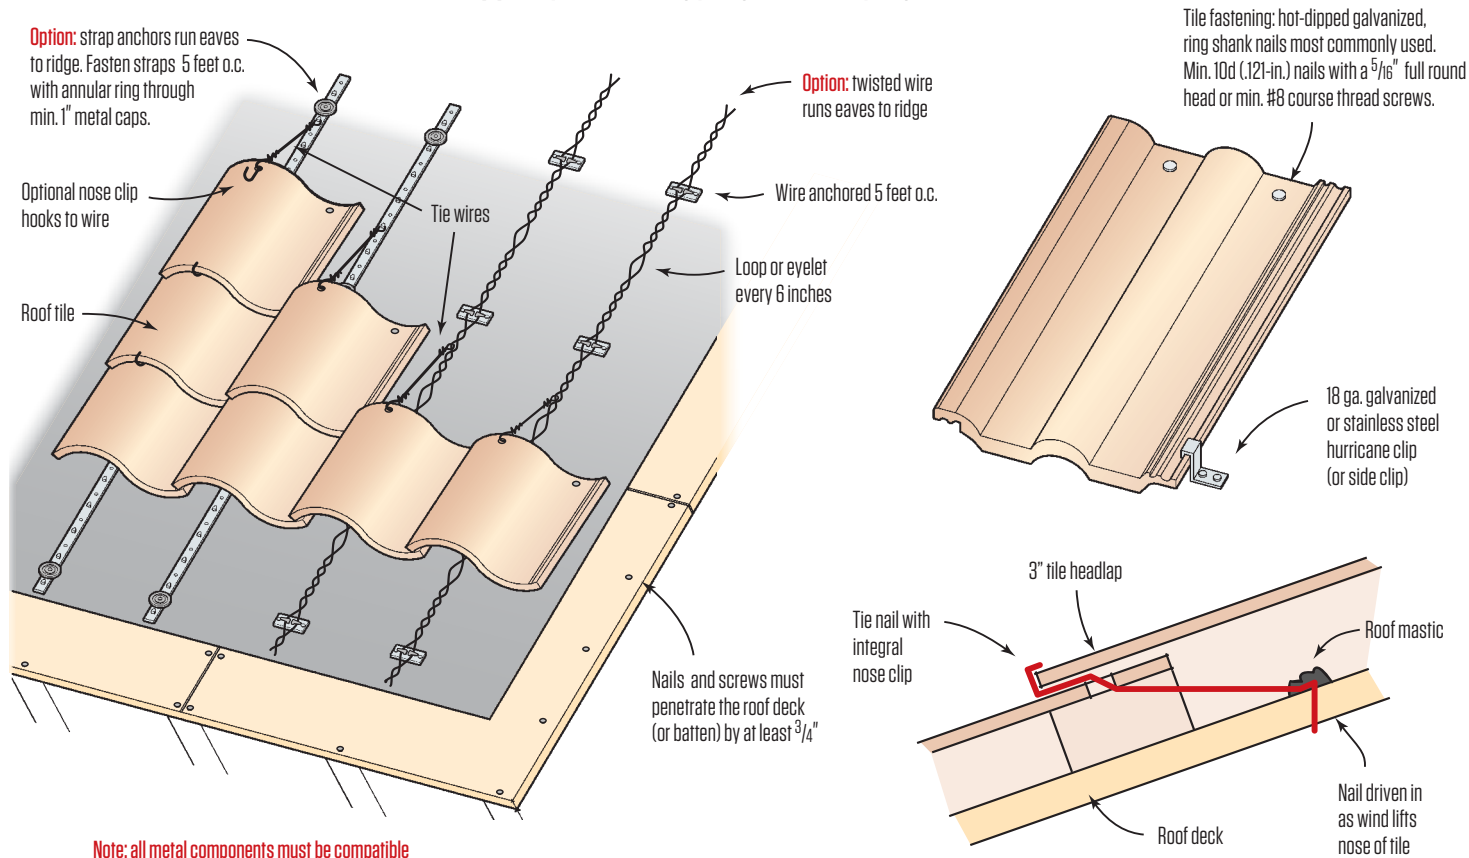 Option: strap anchors run eaves
to ridge. Fasten straps 5 feet o.c.
with annular ring through
min. 1" metal caps.
Optional nose clip
hooks to wire
Roof tile
Tie wires
Option: twisted wire
runs eaves to ridge
Wire anchored 5 feet o.c.
Loop or eyelet
every 6 inches
Nails and screws must
penetrate the roof deck
(or batten) by at least 3/4"
Note: all metal components must be compatible
Tile fastening: hot-dipped galvanized,
ring shank nails most commonly used.
Min. 10d (.121-in.) nails with a 5/16" full round
head or min. #8 course thread screws.
18 ga. galvanized
or stainless steel
hurricane clip
(or side clip)
3" tile headlap
Tie nail with
integral
nose clip
Roof mastic
Roof deck
Nail driven in
as wind lifts
nose of tile